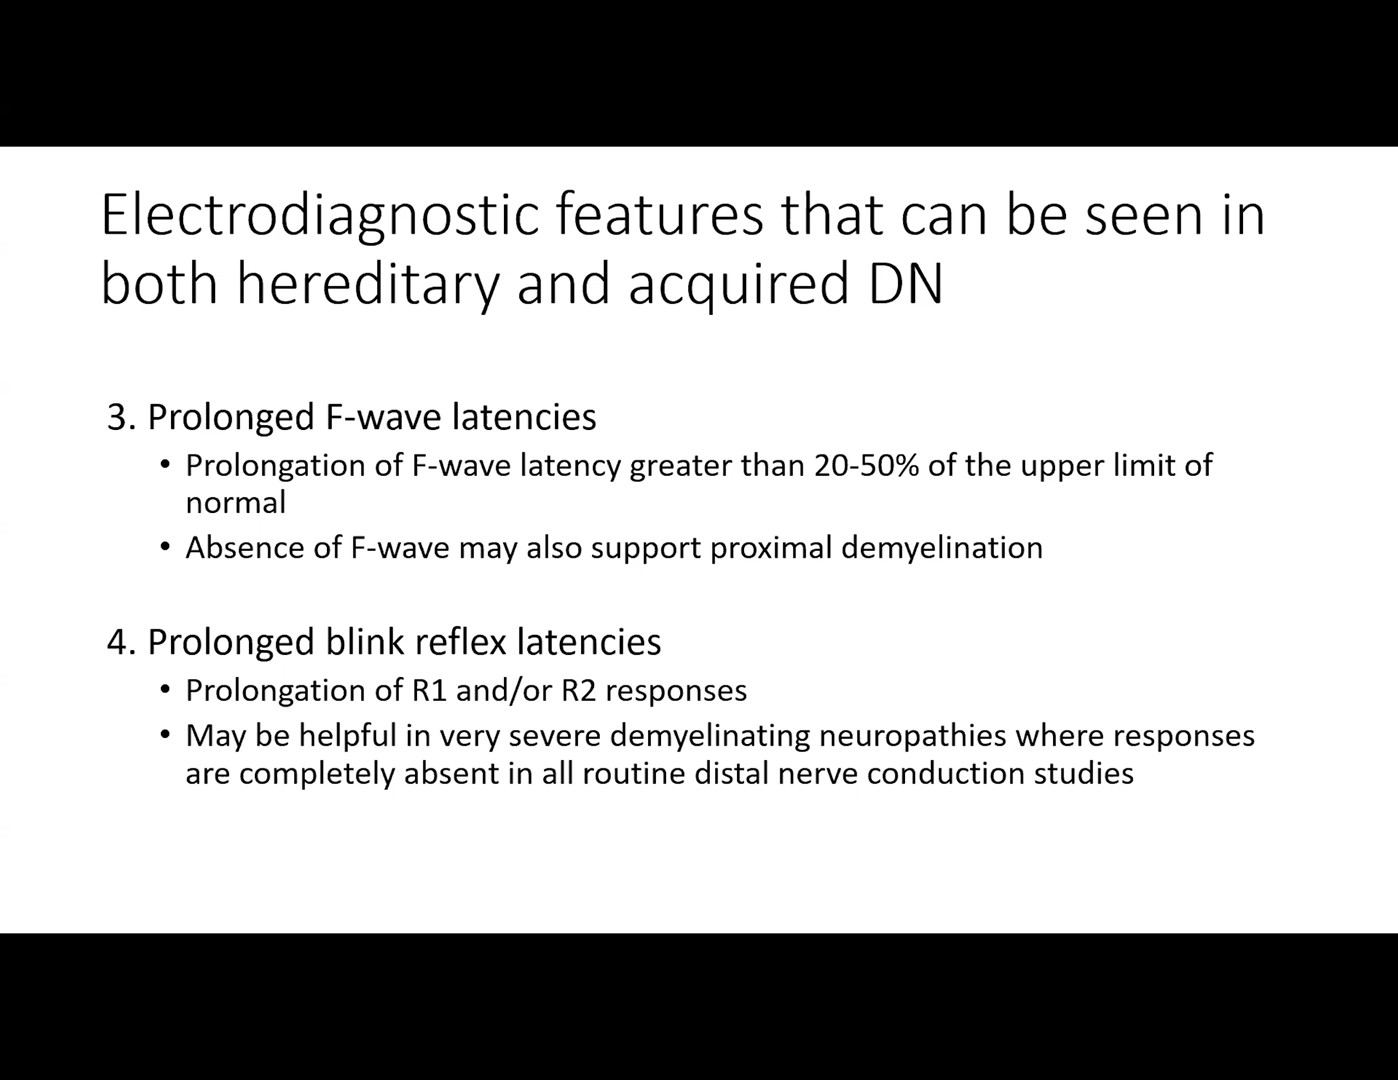 Electrodiagnostic features that can be seen in
both hereditary and acquired DN
3. Prolonged F-wave latencies
• Prolongation of F-wave latency greater than 20-50% of the upper limit of
normal
• Absence of F-wave may also support proximal demyelination
4. Prolonged blink reflex latencies
• Prolongation of R1 and/or R2 responses
• May be helpful in very severe demyelinating neuropathies where responses
are completely absent in all routine distal nerve conduction studies